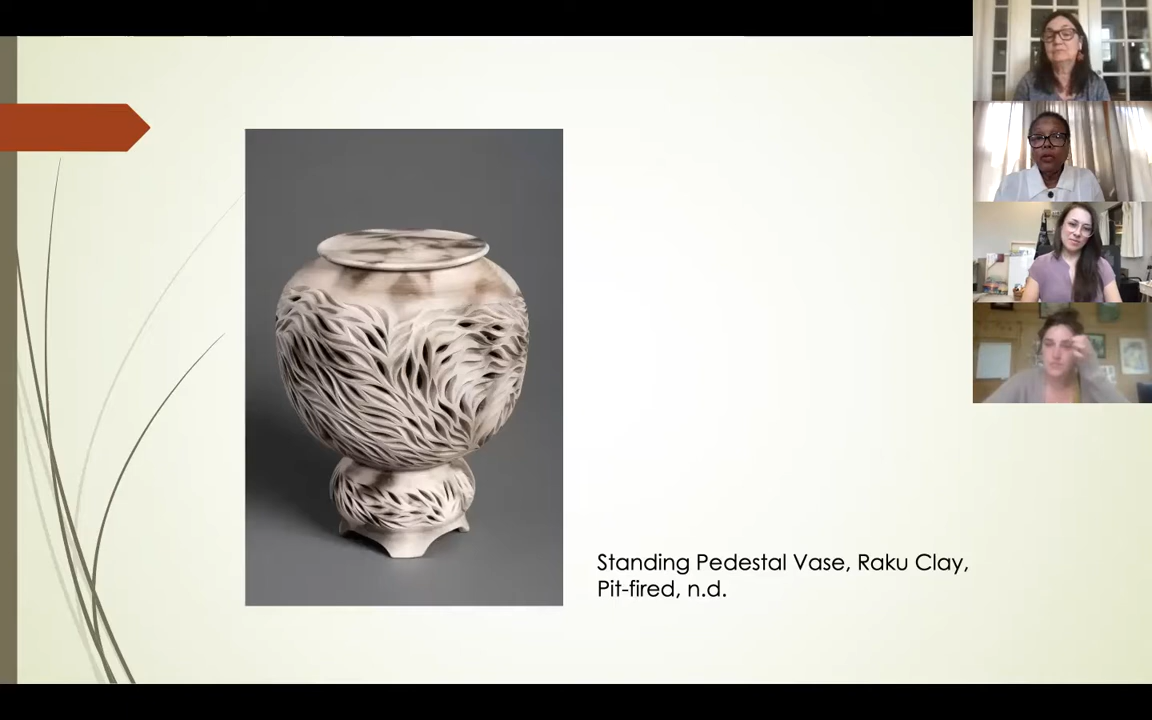 Standing Pedestal Vase, Raku Clay,
Pit-fired, n.d.